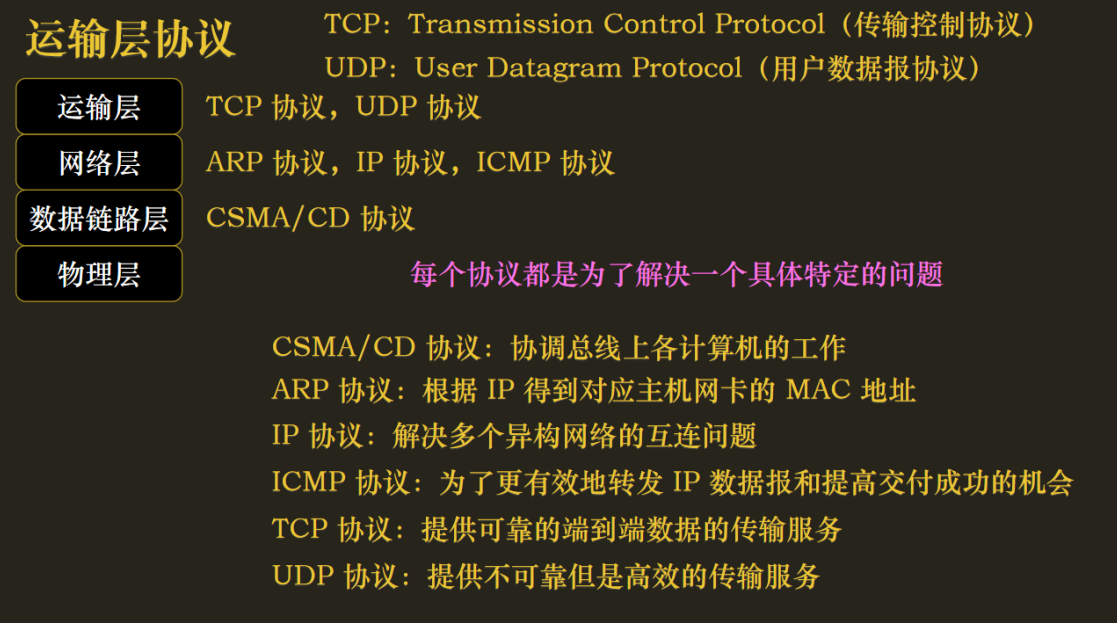 运输层协议
TCP：Transmission Control Protocol（传输控制协议）
UDP：User Datagram Protocol（用户数据报协议）
运输层 TCP 协议，UDP 协议
网络层 ARP 协议，IP 协议，ICMP 协议
数据链路层 CSMA/CD 协议
物理层
每个协议都是为了解决一个具体特定的问题
CSMA/CD 协议：协调总线上各计算机的工作
ARP 协议：根据 IP 得到对应主机网卡的 MAC 地址
IP 协议：解决多个异构网络的互连问题
ICMP 协议：为了更有效地转发 IP 数据报和提高交付成功的机会
TCP 协议：提供可靠的端到端数据的传输服务
UDP 协议：提供不可靠但是高效的传输服务